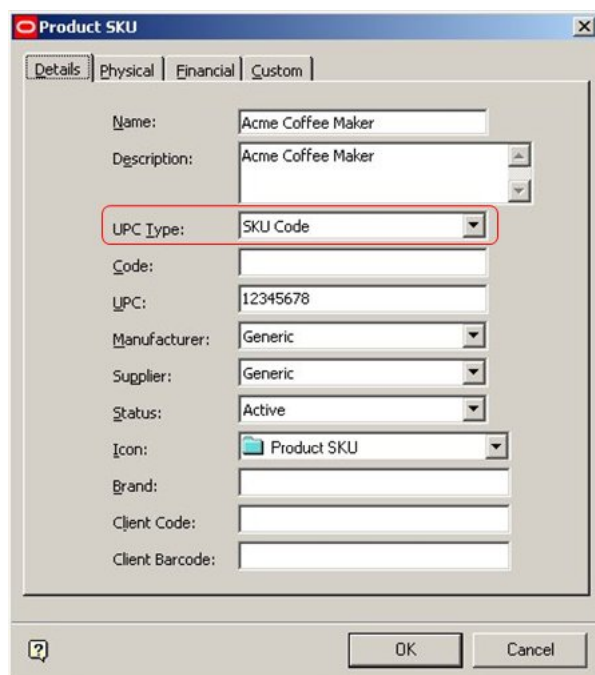 Product SKU
Details Physical Financial Custom
Name: Acme Coffee Maker
Description: Acme Coffee Maker
UPC Type: SKU Code
Code:
UPC: 12345678
Manufacturer: Generic
Supplier: Generic
Status: Active
Icon: Product SKU
Brand:
Client Code:
Client Barcode:
OK Cancel